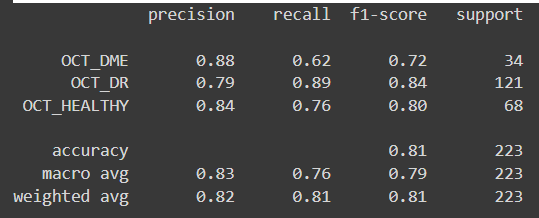 precision recall f1-score support
OCT_DME 0.88 0.62 0.72 34
OCT_DR 0.79 0.89 0.84 121
OCT_HEALTHY 0.84 0.76 0.80 68
accuracy 0.81 223
macro avg 0.83 0.76 0.79 223
weighted avg 0.82 0.81 0.81 223